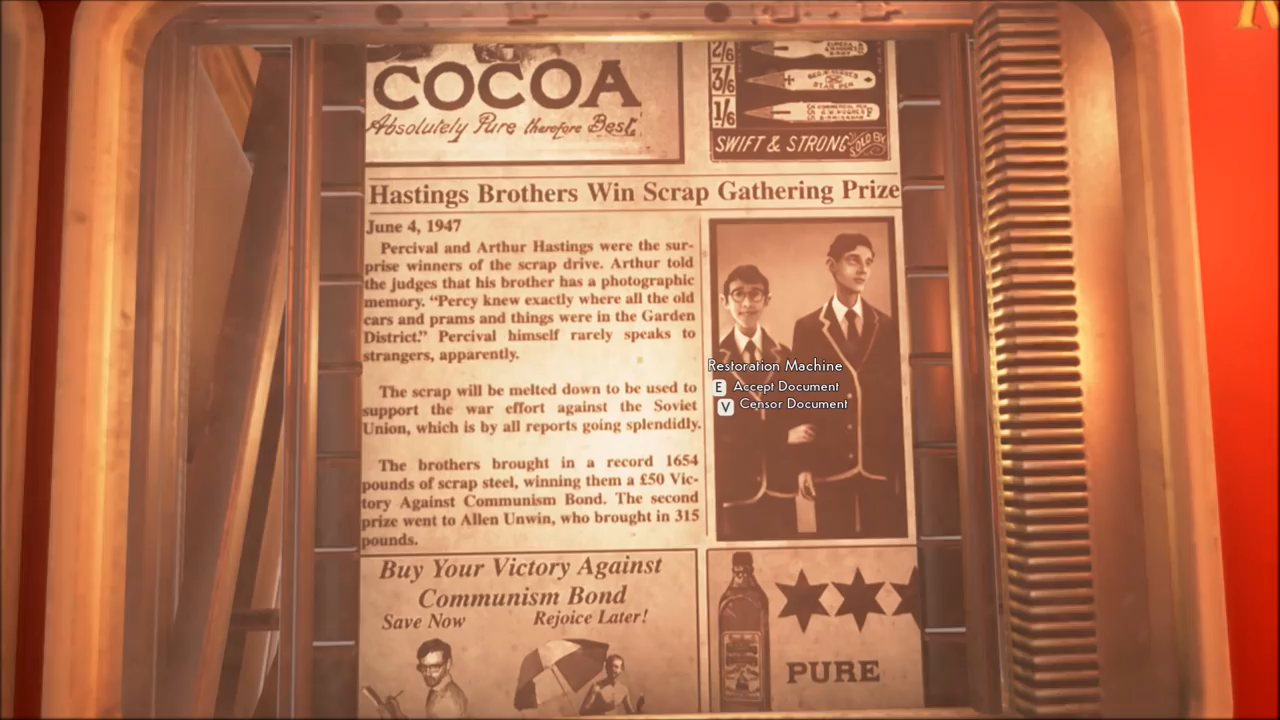 COCOA
Absolutely Pure therefore Best.
2/6
3/6
1/6
STAR PEN
SWIFT & STRONG
SOLD BY
Hastings Brothers Win Scrap Gathering Prize
June 4, 1947
Percival and Arthur Hastings were the sur-
prise winners of the scrap drive. Arthur told
the judges that his brother has a photographic
memory. “Percy knew exactly where all the old
cars and prams and things were in the Garden
District.” Percival himself rarely speaks to
strangers, apparently.
The scrap will be melted down to be used to
support the war effort against the Soviet
Union, which is by all reports going splendidly.
The brothers brought in a record 1654
pounds of scrap steel, winning them a £50 Vic-
tory Against Communism Bond. The second
prize went to Allen Unwin, who brought in 315
pounds.
Restoration Machine
E Accept Document
V Censor Document
Buy Your Victory Against
Communism Bond
Save Now Rejoice Later!
PURE